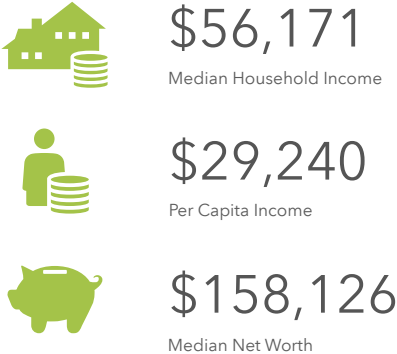 $56,171
Median Household Income
$29,240
Per Capita Income
$158,126
Median Net Worth